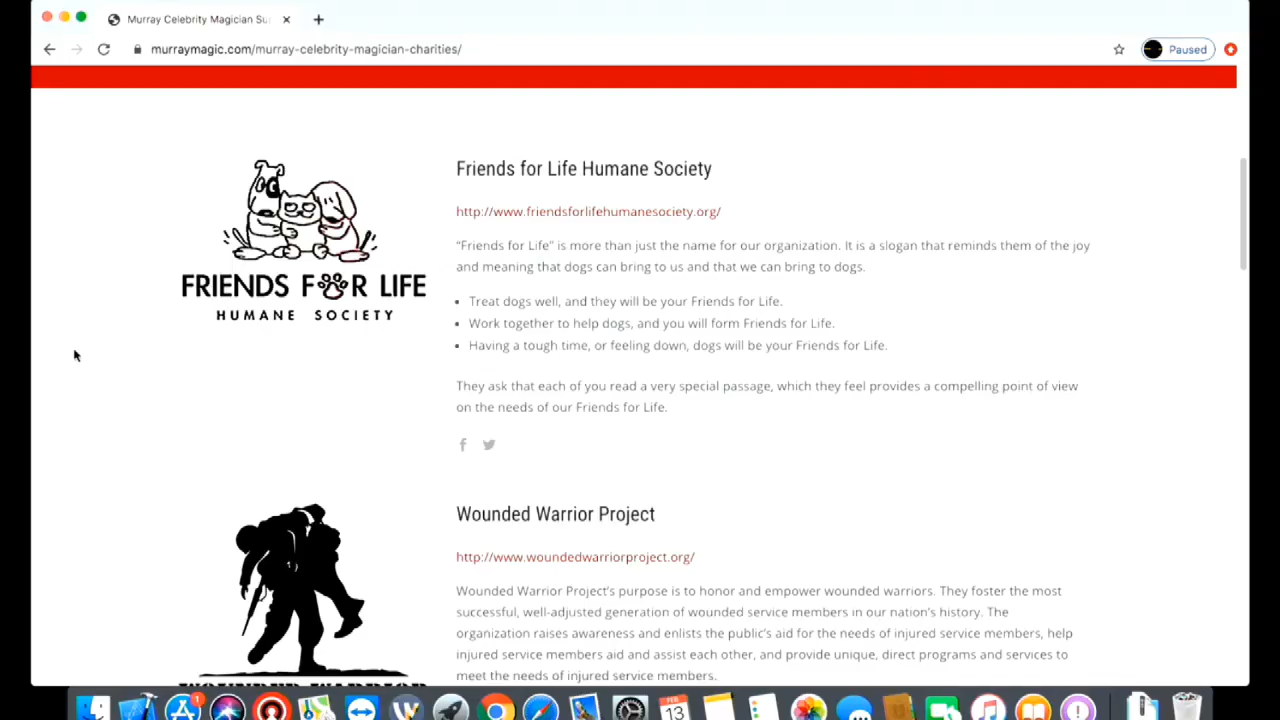 Murray Celebrity Magician Su
murraymagic.com/murray-celebrity-magician-charities/
Paused
Friends for Life Humane Society
http://www.friendsforlifehumanesociety.org/
“Friends for Life” is more than just the name for our organization. It is a slogan that reminds them of the joy
and meaning that dogs can bring to us and that we can bring to dogs.
FRIENDS FOR LIFE
HUMANE SOCIETY
Treat dogs well, and they will be your Friends for Life.
Work together to help dogs, and you will form Friends for Life.
Having a tough time, or feeling down, dogs will be your Friends for Life.
They ask that each of you read a very special passage, which they feel provides a compelling point of view
on the needs of our Friends for Life.
Wounded Warrior Project
http://www.woundedwarriorproject.org/
Wounded Warrior Project’s purpose is to honor and empower wounded warriors. They foster the most
successful, well-adjusted generation of wounded service members in our nation’s history. The
organization raises awareness and enlists the public’s aid for the needs of injured service members, help
injured service members aid and assist each other, and provide unique, direct programs and services to
meet the needs of injured service members.
1
FEB
13